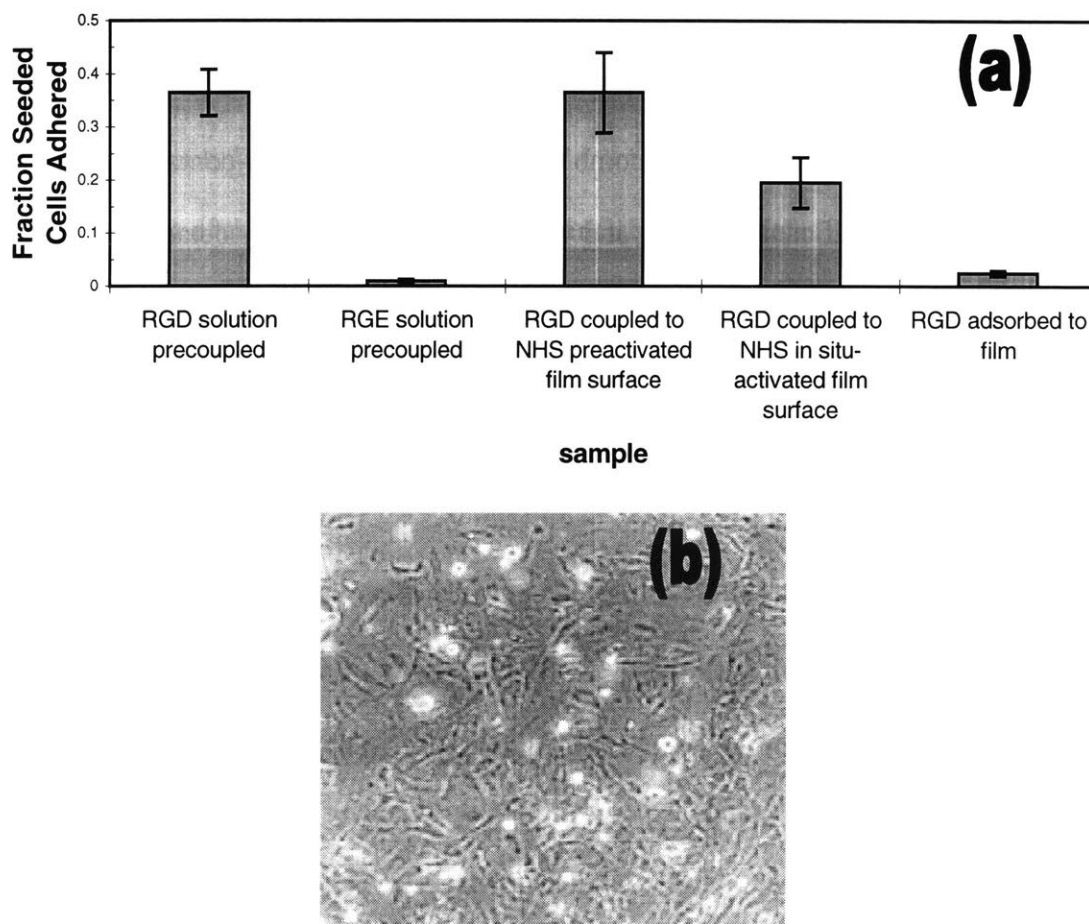 (a)
0.5
0.4
0.3
0.2
0.1
0
Fraction Seeded
Cells Adhered
RGD solution
precoupled
RGE solution
precoupled
RGD coupled to
NHS preactivated
film surface
RGD coupled to
NHS in situ-
activated film
surface
RGD adsorbed to
film
sample
(b)